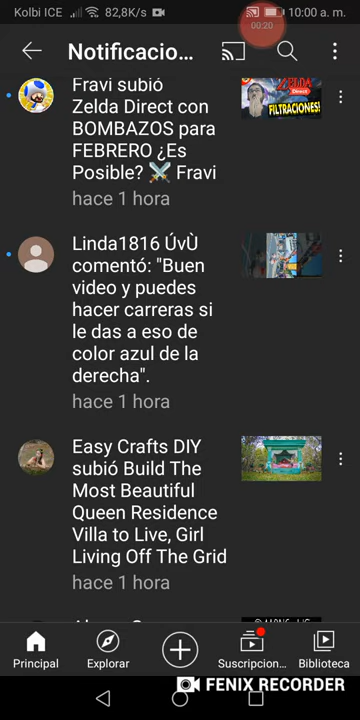 Kolbi ICE 82,8K/s 10:00 a. m.
00:20
Notificacio...
Fravi subió
Zelda Direct con
BOMBAZOS para
FEBRERO ¿Es
Posible? ⚔️ Fravi
hace 1 hora
ZELDA
Direct
¡FILTRACIONES!
Linda1816 ÚvÙ
comentó: "Buen
video y puedes
hacer carreras si
le das a eso de
color azul de la
derecha".
hace 1 hora
Easy Crafts DIY
subió Build The
Most Beautiful
Queen Residence
Villa to Live, Girl
Living Off The Grid
hace 1 hora
Principal
Explorar
Suscripcion...
Biblioteca
FENIX RECORDER